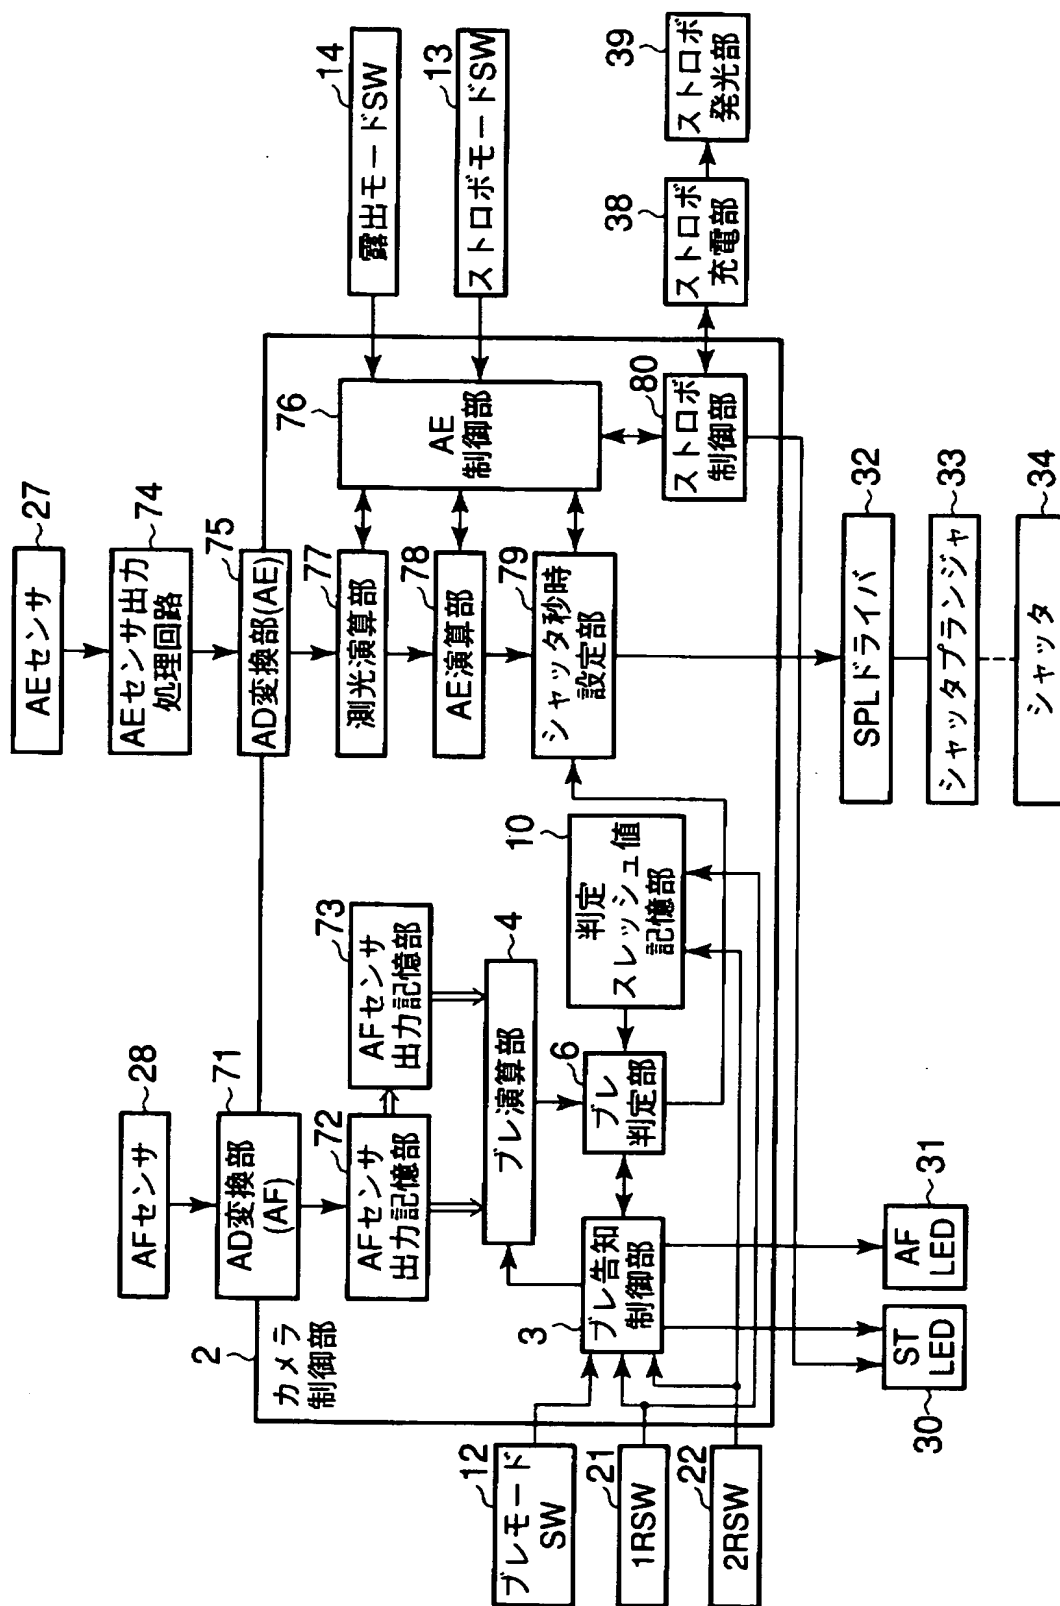 AFセンサ
28
AD変換部
(AF)
71
AFセンサ
出力記憶部
72
AFセンサ
出力記憶部
73
ブレ演算部
4
カメラ
制御部
2
ブレ告知
制御部
3
ブレ
判定部
6
判定
スレッシュ値
記憶部
10
ブレモード
SW
12
1RSW
21
2RSW
22
ST
LED
30
AF
LED
31
AEセンサ
27
AEセンサ出力
処理回路
74
AD変換部(AE)
75
測光演算部
77
AE演算部
78
シャッタ秒時
設定部
79
AE
制御部
76
露出モードSW
14
ストロボモードSW
13
ストロボ
制御部
80
ストロボ
充電部
38
ストロボ
発光部
39
SPLドライバ
32
シャッタプランジャ
33
シャッタ
34